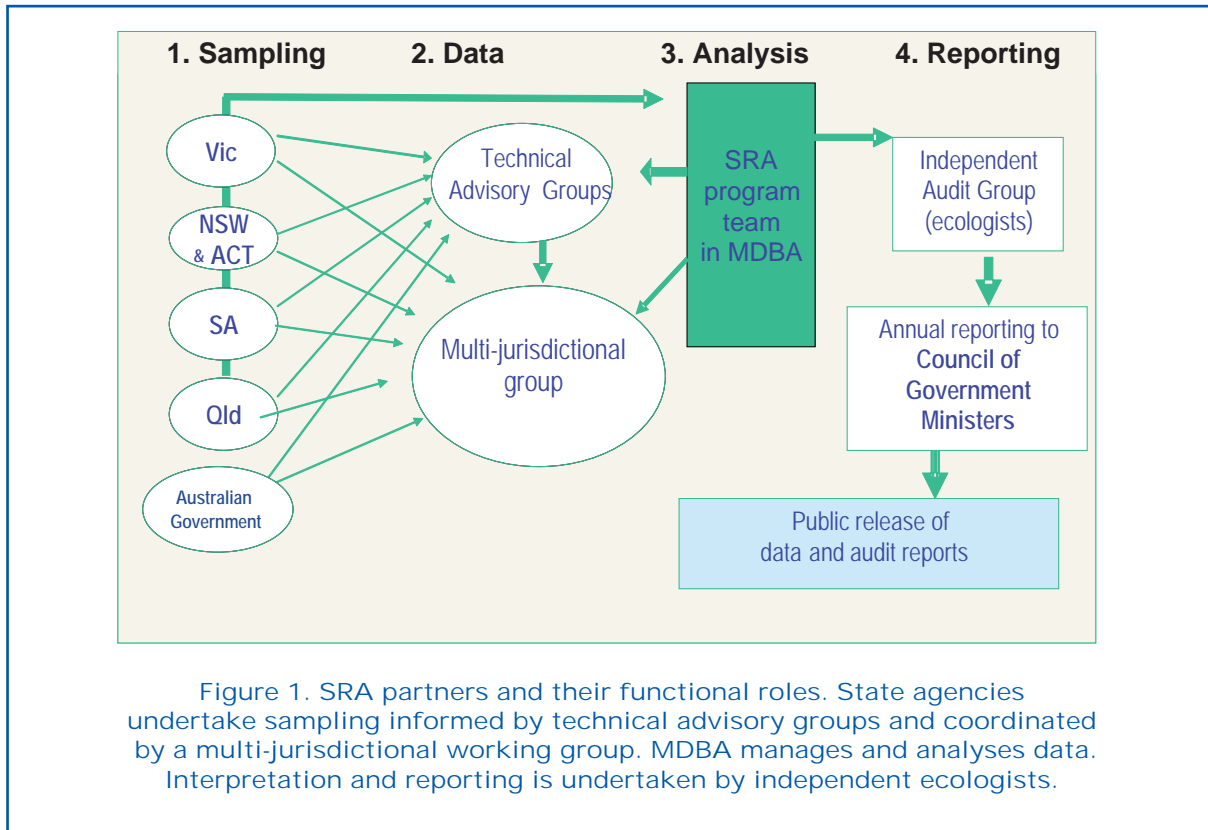 1. Sampling
2. Data
3. Analysis
4. Reporting
Vic
NSW
& ACT
SA
Qld
Australian
Government
Technical
Advisory Groups
Multi-jurisdictional
group
SRA
program
team
in MDBA
Independent
Audit Group
(ecologists)
Annual reporting to
Council of
Government
Ministers
Public release of
data and audit reports
Figure 1. SRA partners and their functional roles. State agencies
undertake sampling informed by technical advisory groups and coordinated
by a multi-jurisdictional working group. MDBA manages and analyses data.
Interpretation and reporting is undertaken by independent ecologists.